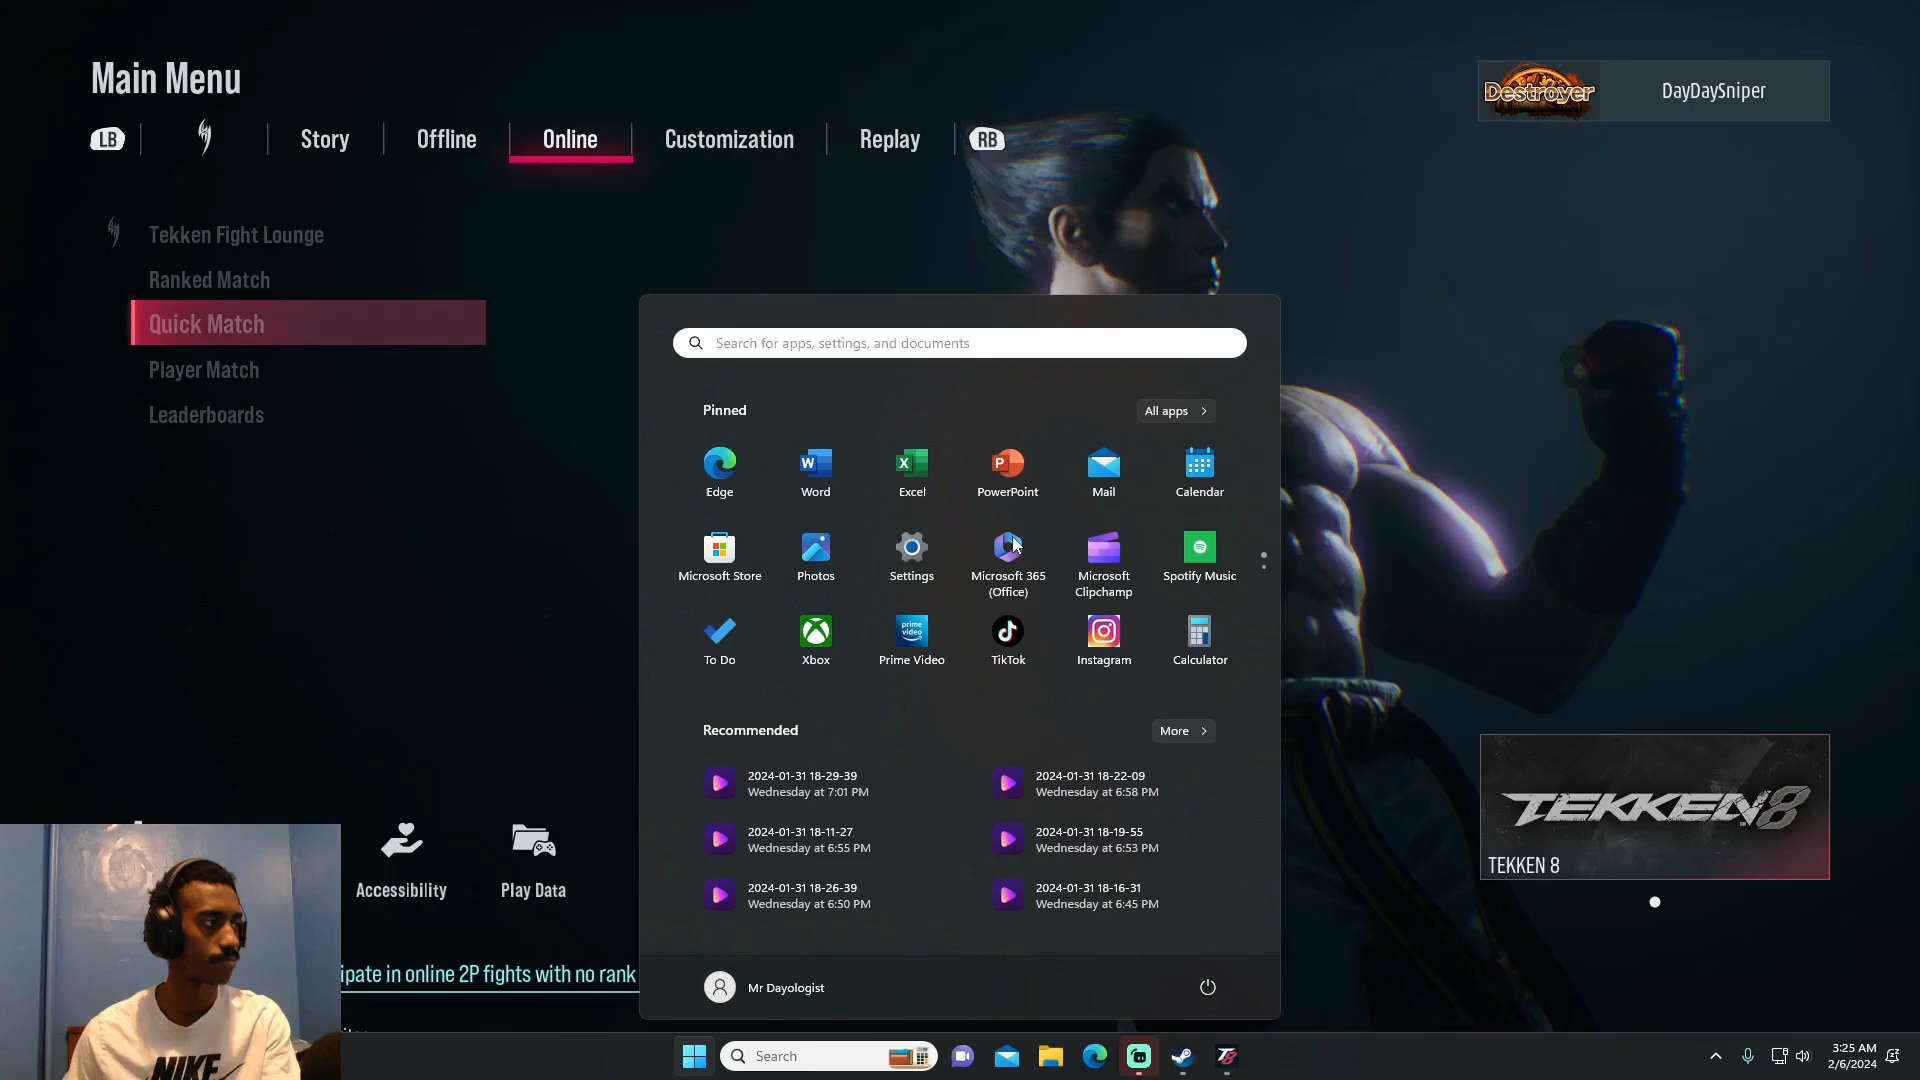 Main Menu
Destroyer
DayDaySniper
LB
Story
Offline
Online
Customization
Replay
RB
Tekken Fight Lounge
Ranked Match
Quick Match
Player Match
Leaderboards
Search for apps, settings, and documents
Pinned
All apps
Edge
Word
Excel
PowerPoint
Mail
Calendar
Microsoft Store
Photos
Settings
Microsoft 365
(Office)
Microsoft
Clipchamp
Spotify Music
prime
video
To Do
Xbox
Prime Video
TikTok
Instagram
Calculator
Recommended
More
2024-01-31 18-29-39
Wednesday at 7:01 PM
2024-01-31 18-22-09
Wednesday at 6:58 PM
2024-01-31 18-11-27
Wednesday at 6:55 PM
2024-01-31 18-19-55
Wednesday at 6:53 PM
2024-01-31 18-26-39
Wednesday at 6:50 PM
2024-01-31 18-16-31
Wednesday at 6:45 PM
Accessibility
Play Data
TEKKEN 8
TEKKEN 8
ipate in online 2P fights with no rank
Mr Dayologist
NIKE
Search
T8
3:25 AM
2/6/2024